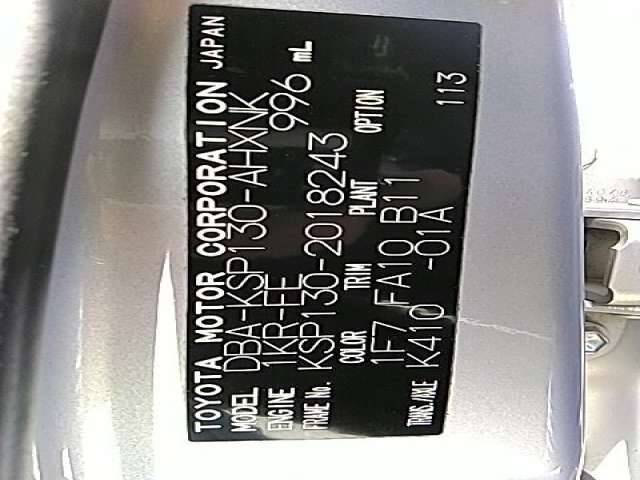 TOYOTA MOTOR CORPORATION JAPAN
MODEL DBA-KSP130-AHXNK
ENGINE 1KR-FE 996 mL
FRAME No. KSP130-2018243
COLOR TRIM PLANT OPTION
1F7 FA10 B11
TRANS./AXLE K410 -01A 113